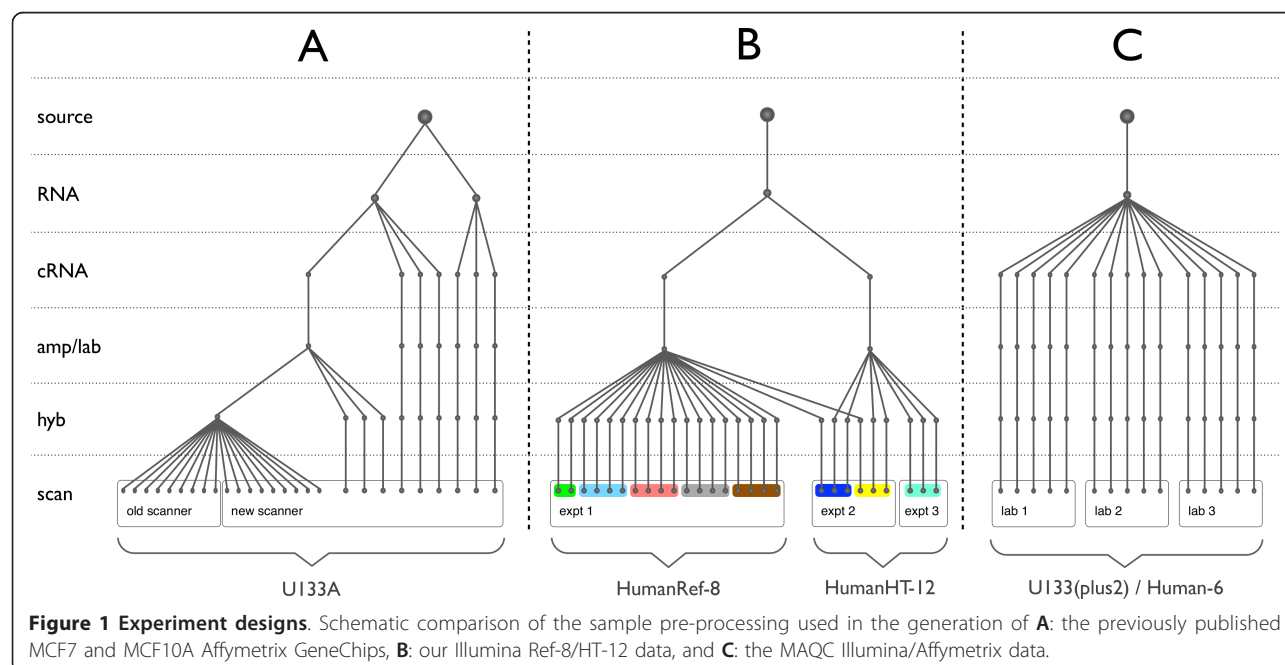 A
B
C
source
RNA
cRNA
amp/lab
hyb
scan
old scanner
new scanner
expt 1
expt 2
expt 3
lab 1
lab 2
lab 3
U133A
HumanRef-8
HumanHT-12
U133(plus2) / Human-6
Figure 1 Experiment designs. Schematic comparison of the sample pre-processing used in the generation of A: the previously published
MCF7 and MCF10A Affymetrix GeneChips, B: our Illumina Ref-8/HT-12 data, and C: the MAQC Illumina/Affymetrix data.